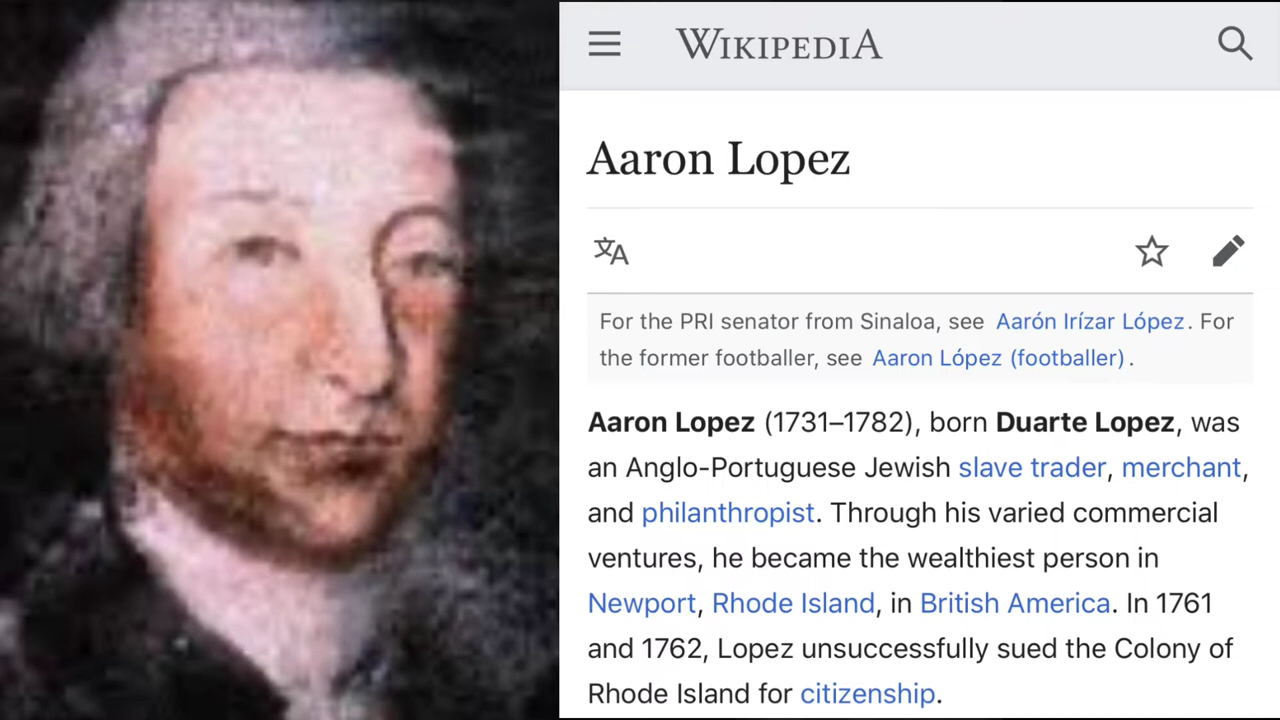 WIKIPEDIA
Aaron Lopez
文A
For the PRI senator from Sinaloa, see Aarón Irízar López. For
the former footballer, see Aaron López (footballer).
Aaron Lopez (1731–1782), born Duarte Lopez, was
an Anglo-Portuguese Jewish slave trader, merchant,
and philanthropist. Through his varied commercial
ventures, he became the wealthiest person in
Newport, Rhode Island, in British America. In 1761
and 1762, Lopez unsuccessfully sued the Colony of
Rhode Island for citizenship.